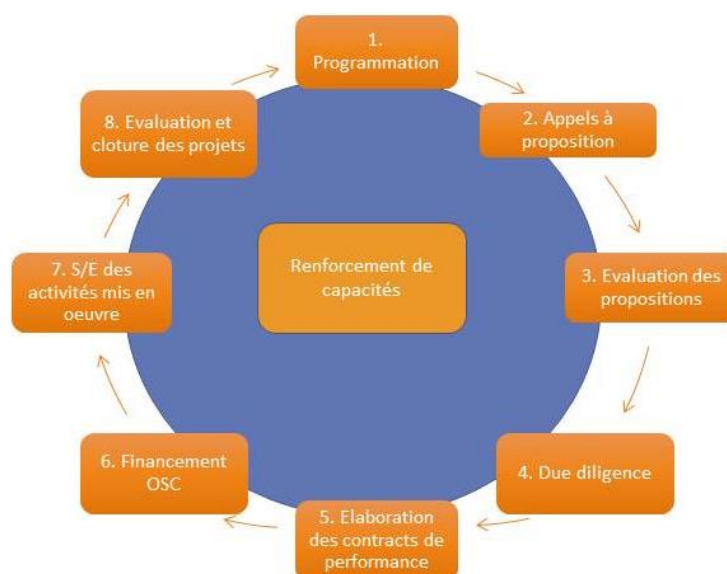 1.
Programmation
2. Appels à
proposition
3. Evaluation des
propositions
4. Due diligence
5. Elaboration
des contracts de
performance
6. Financement
OSC
7. S/E des
activités mis en
oeuvre
8. Evaluation et
cloture des projets
Renforcement de
capacités